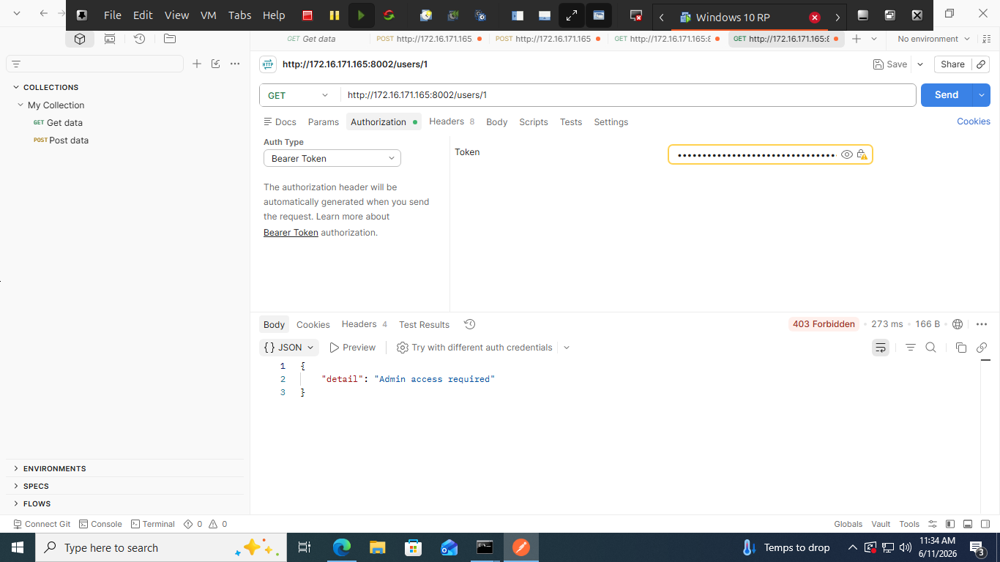 File Edit View VM Tabs Help
Windows 10 RP
GET Get data
POST http://172.16.171.165
POST http://172.16.171.165
GET http://172.16.171.165:8
GET http://172.16.171.165:8
No environment
HTTP http://172.16.171.165:8002/users/1
Save
Share
COLLECTIONS
My Collection
GET Get data
POST Post data
GET
http://172.16.171.165:8002/users/1
Send
Docs Params Authorization Headers 8 Body Scripts Tests Settings
Cookies
Auth Type
Bearer Token
Token
The authorization header will be
automatically generated when you send
the request. Learn more about
Bearer Token authorization.
Body Cookies Headers 4 Test Results
403 Forbidden • 273 ms • 166 B
{} JSON
Preview
Try with different auth credentials
1 {
2 "detail": "Admin access required"
3 }
ENVIRONMENTS
SPECS
FLOWS
Connect Git Console Terminal 0 0
Globals Vault Tools
Type here to search
Temps to drop
11:34 AM
6/11/2026
3